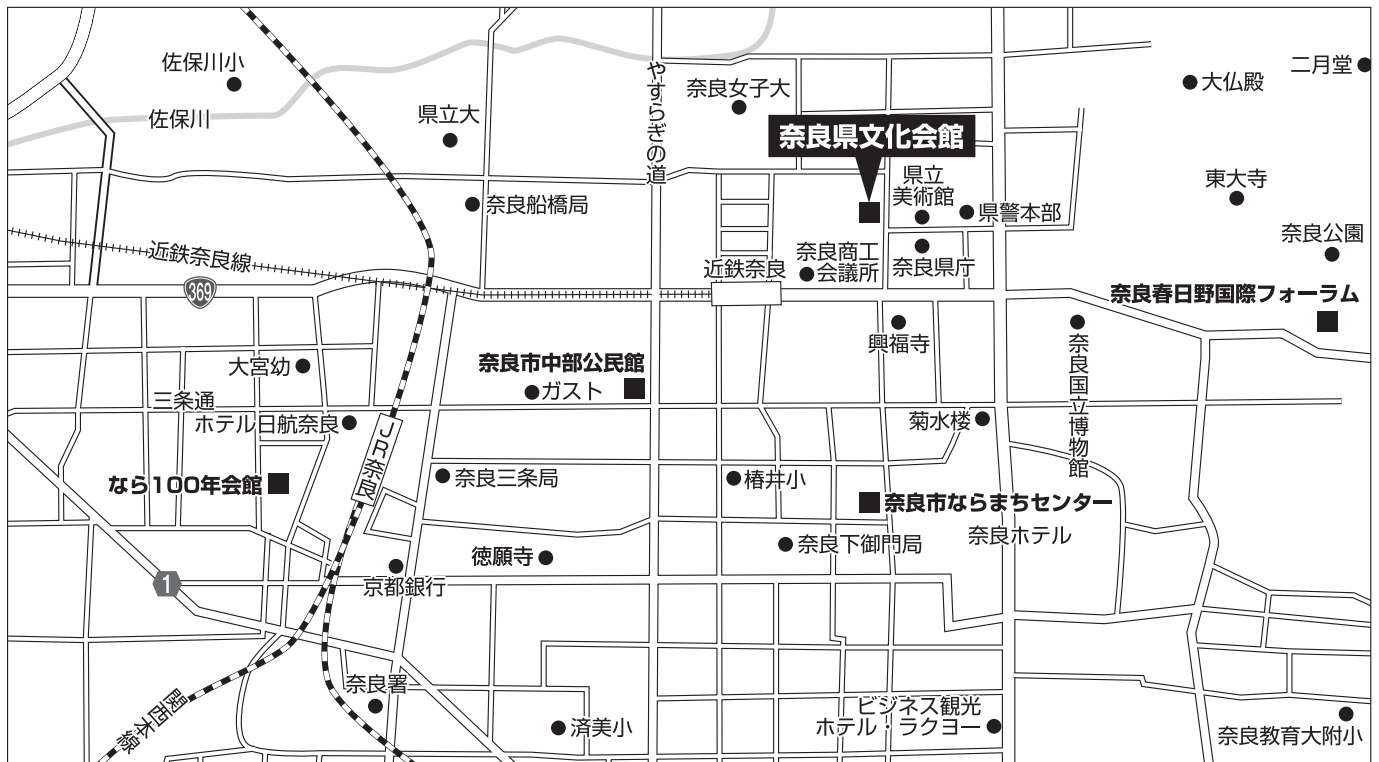 佐保川小
佐保川
県立大
やすらぎの道
奈良女子大
大仏殿
二月堂
奈良県文化会館
県立
美術館
県警本部
東大寺
奈良船橋局
奈良公園
近鉄奈良線
近鉄奈良
奈良商工
会議所
奈良県庁
369
奈良春日野国際フォーラム
興福寺
奈良国立博物館
大宮幼
奈良市中部公民館
ガスト
三条通
ホテル日航奈良
JR奈良
菊水楼
なら100年会館
奈良三条局
椿井小
奈良市ならまちセンター
奈良ホテル
徳願寺
奈良下御門局
1
京都銀行
関西本線
奈良署
済美小
ビジネス観光
ホテル・ラクヨー
奈良教育大附小